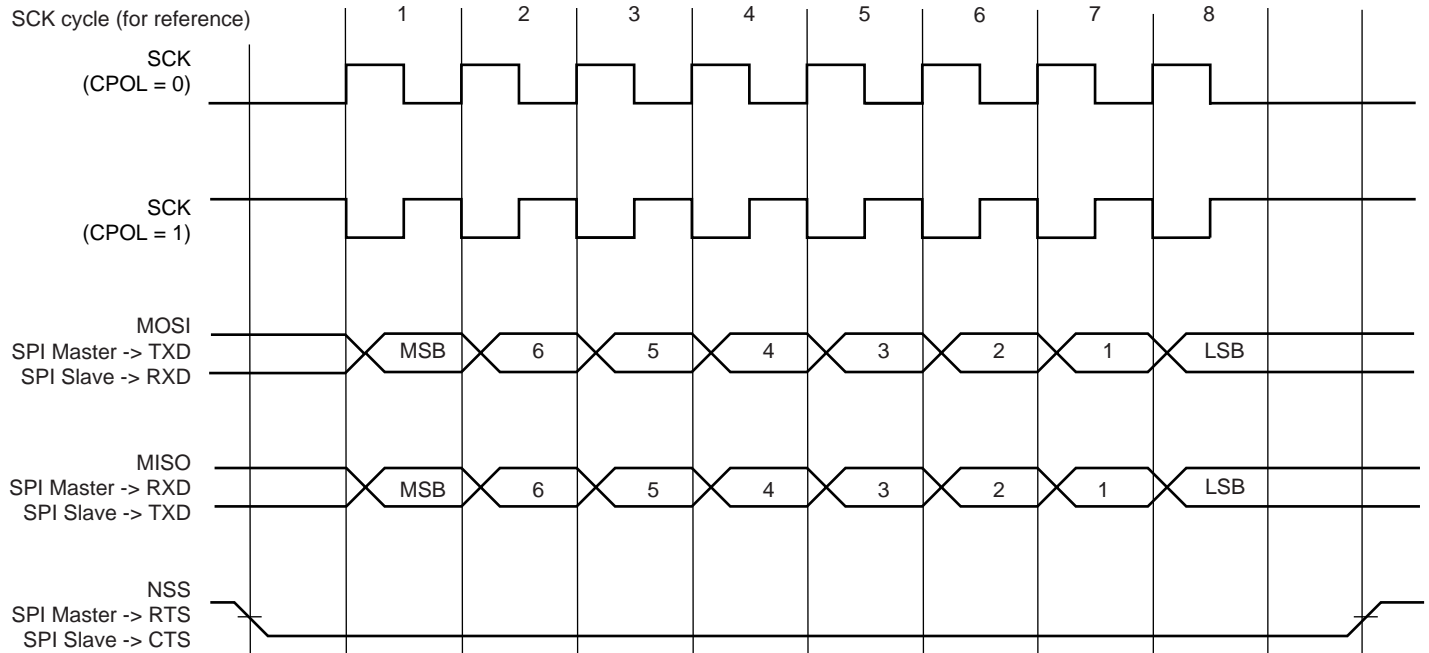 SCK cycle (for reference)
1 2 3 4 5 6 7 8
SCK
(CPOL = 0)
SCK
(CPOL = 1)
MOSI
SPI Master -> TXD
SPI Slave -> RXD
MSB 6 5 4 3 2 1 LSB
MISO
SPI Master -> RXD
SPI Slave -> TXD
MSB 6 5 4 3 2 1 LSB
NSS
SPI Master -> RTS
SPI Slave -> CTS